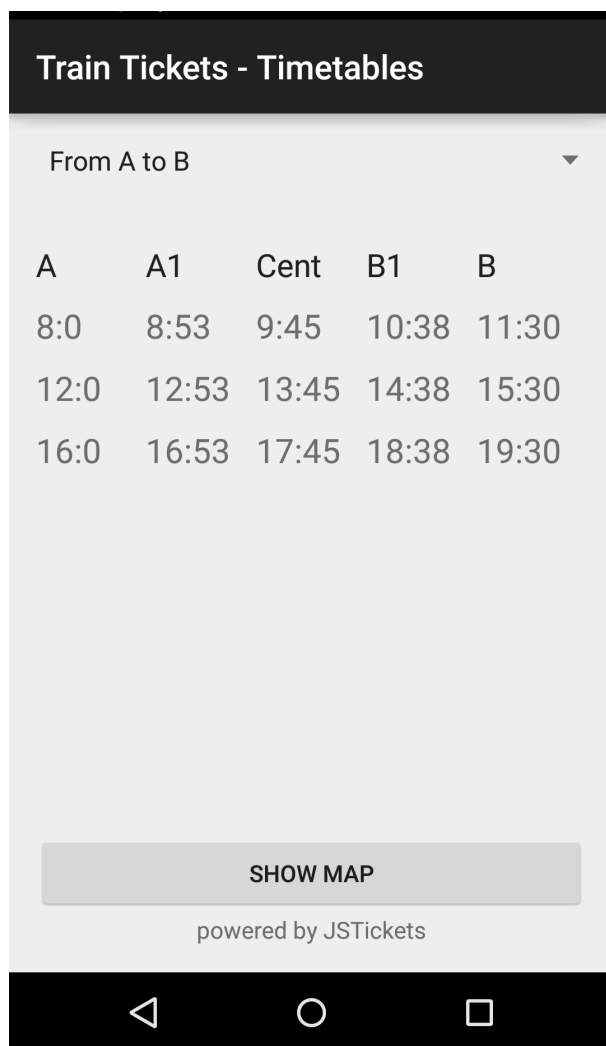 Train Tickets - Timetables
From A to B
A A1 Cent B1 B
8:0 8:53 9:45 10:38 11:30
12:0 12:53 13:45 14:38 15:30
16:0 16:53 17:45 18:38 19:30
SHOW MAP
powered by JSTickets